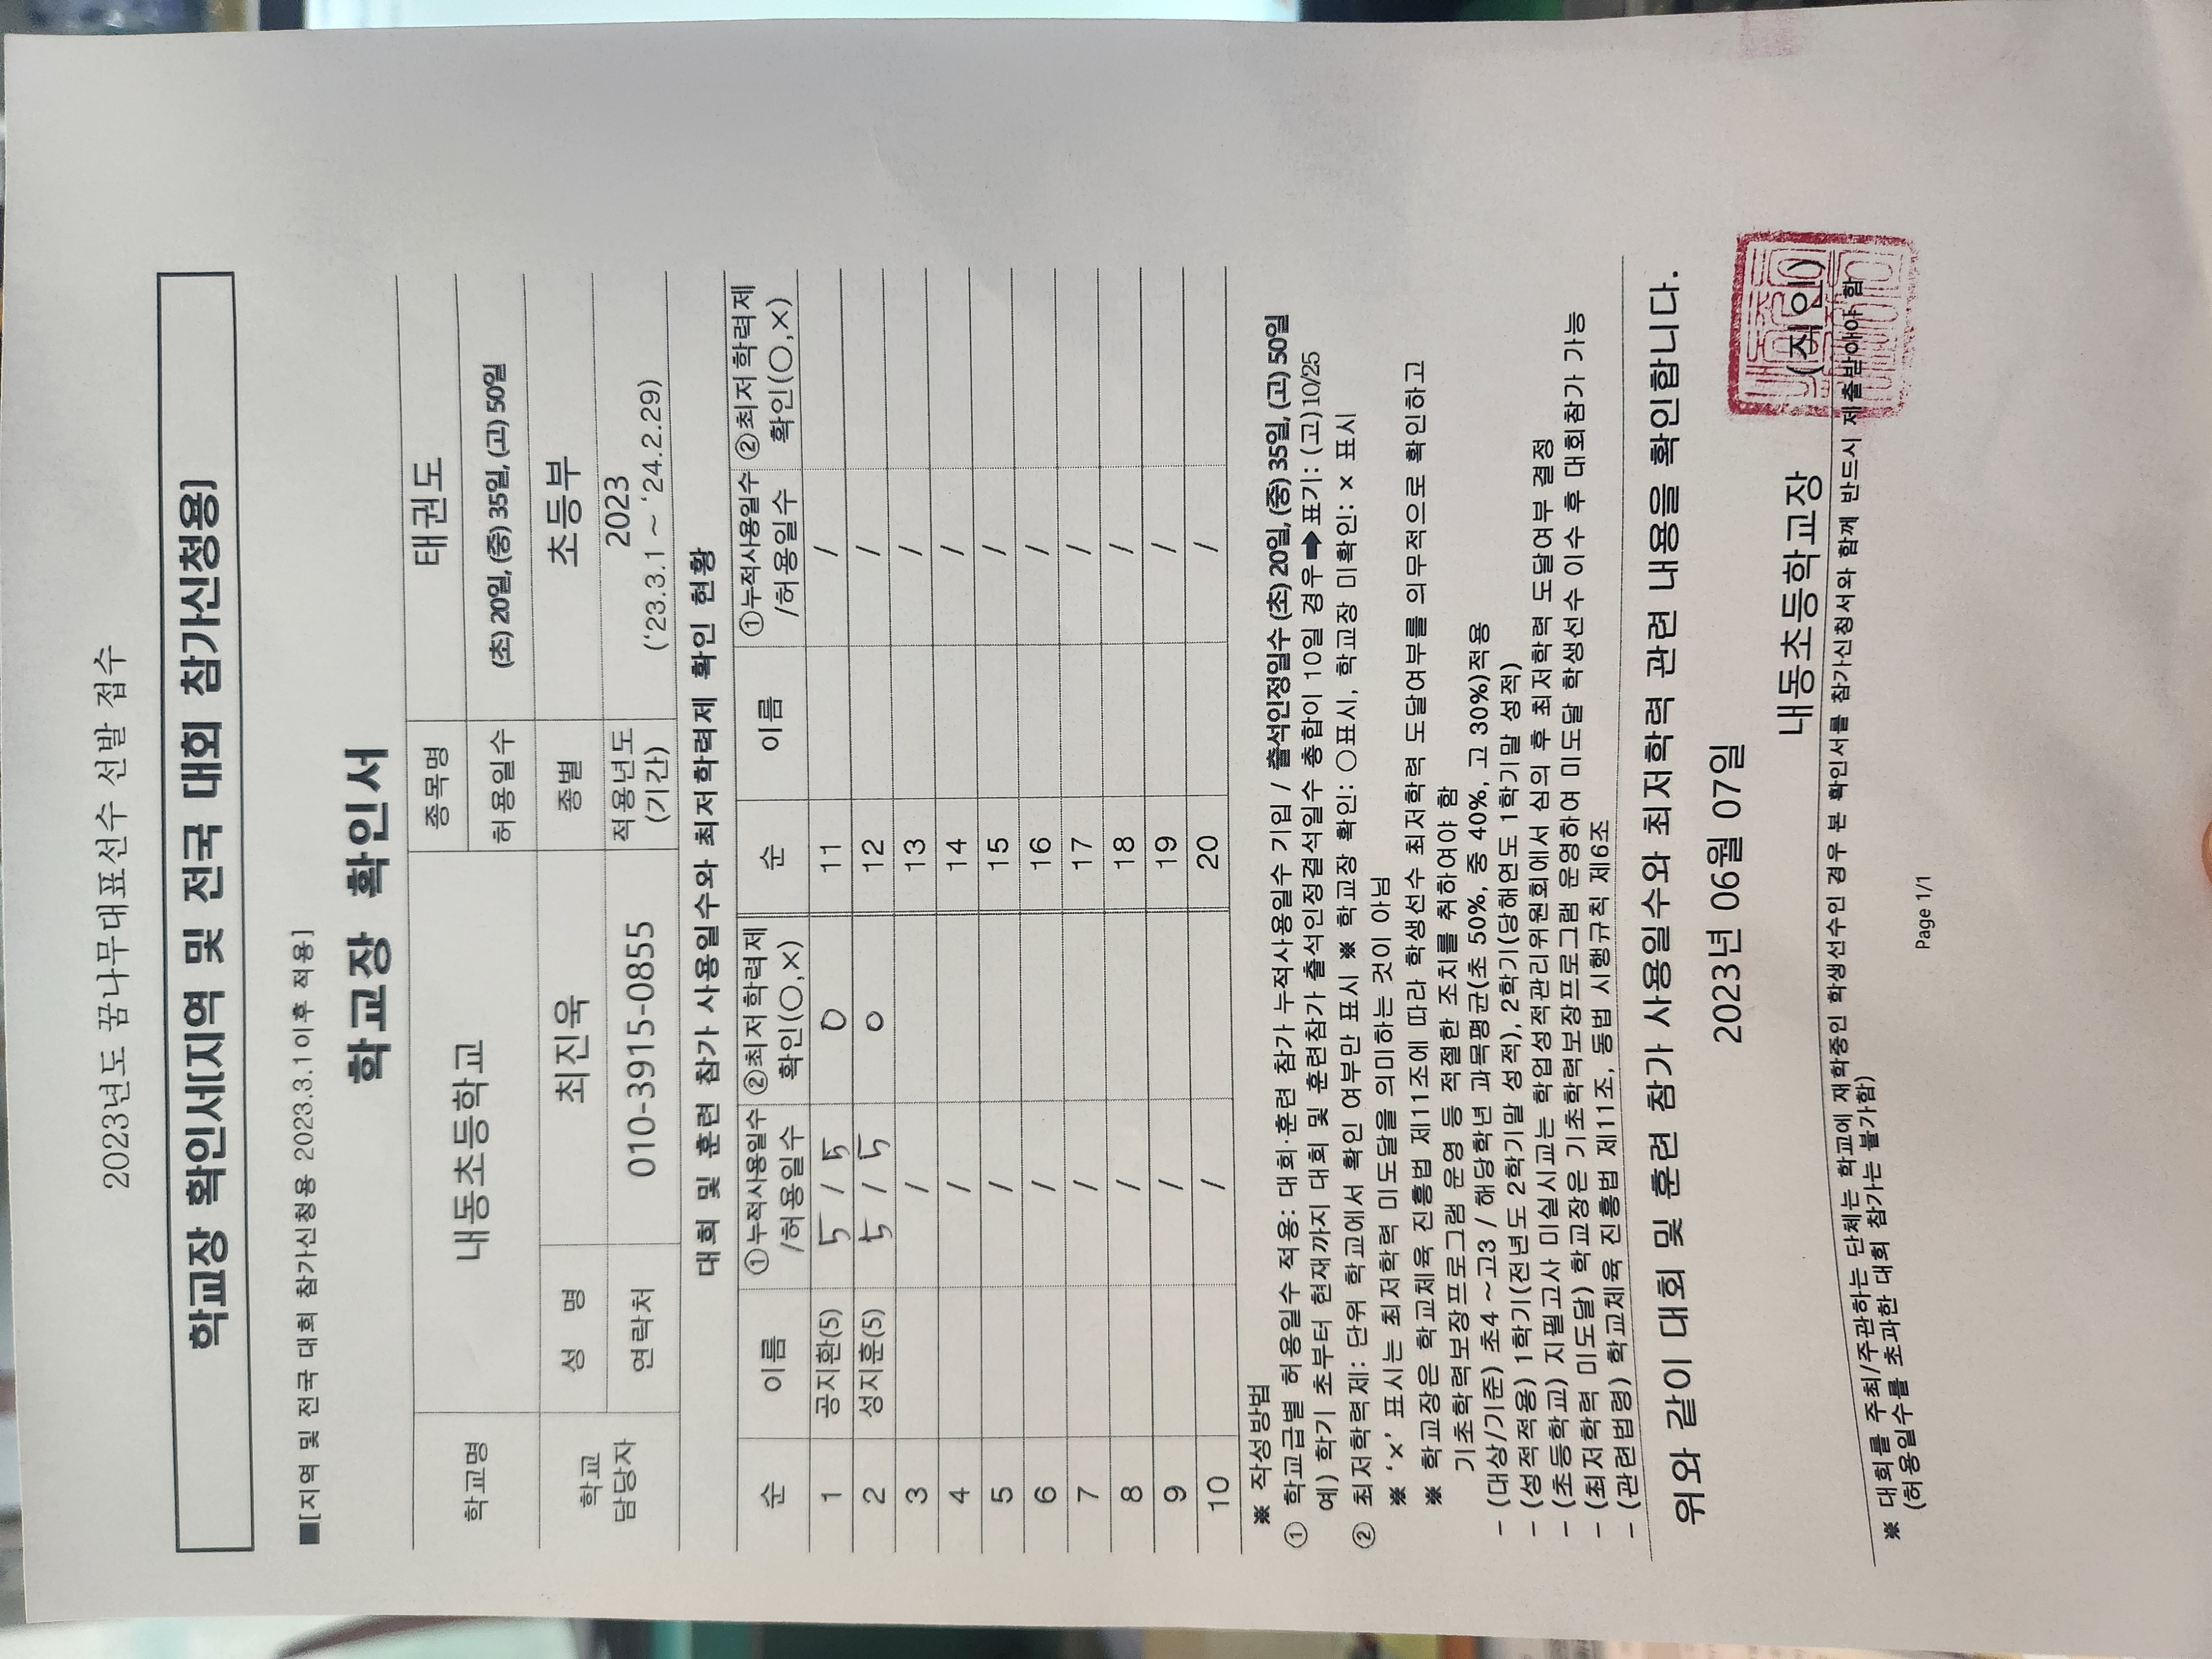 2023년도 꿈나무대표선수 선발 접수
학교장 확인서[지역 및 전국 대회 참가신청용]
■[지역 및 전국 대회 참가신청용 2023.3.1이후 적용]
학교장 확인서
학교명 내동초등학교 종목명 태권도
허용일수 (초) 20일, (중) 35일, (고) 50일
학교 담당자 성 명 최진욱 종별 초등부
연락처 010-3915-0855 적용년도 (기간) 2023 ('23.3.1 ~ '24.2.29)
대회 및 훈련 참가 사용일수와 최저학력제 확인 현황
순 이름 ①누적사용일수 /허용일수 ②최저학력제 확인(○,×) 순 이름 ①누적사용일수 /허용일수 ②최저학력제 확인(○,×)
1 공지환(5) 5 / 5 O 11 /
2 성지훈(5) 5 / 5 O 12 /
3 / 13 /
4 / 14 /
5 / 15 /
6 / 16 /
7 / 17 /
8 / 18 /
9 / 19 /
10 / 20 /
※ 작성방법
① 학교급별 허용일수 적용: 대회·훈련 참가 누적사용일수 기입 / 출석인정일수 (초) 20일, (중) 35일, (고) 50일
예) 학기 초부터 현재까지 대회 및 훈련참가 출석인정결석일수 총합이 10일 경우 ➡ 표기: (고) 10/25
② 최저학력제: 단위 학교에서 확인 여부만 표시 ※ 학교장 확인: ○표시, 학교장 미확인: × 표시
※ '×' 표시는 최저학력 미도달을 의미하는 것이 아님
※ 학교장은 학교체육 진흥법 제11조에 따라 학생선수 최저학력 도달여부를 의무적으로 확인하고
기초학력보장프로그램 운영 등 적절한 조치를 취하여야 함
- (대상/기준) 초4 ~고3 / 해당학년 과목평균(초 50%, 중 40%, 고 30%)적용
- (성적적용) 1학기(전년도 2학기말 성적), 2학기(당해연도 1학기말 성적)
- (초등학교) 지필고사 미실시교는 학업성적관리위원회에서 심의 후 최저학력 도달여부 결정
- (최저학력 미도달) 학교장은 기초학력보장프로그램 운영하여 미도달 학생선수 이수 후 대회참가 가능
- (관련법령) 학교체육 진흥법 제11조, 동법 시행규칙 제6조
위와 같이 대회 및 훈련 참가 사용일수와 최저학력 관련 내용을 확인합니다.
2023년 06월 07일
내동초등학교장 (직인)
※ 대회를 주최/주관하는 단체는 학교에 재학중인 학생선수인 경우 본 확인서를 참가신청서와 함께 반드시 제출받아야 함
(허용일수를 초과한 대회 참가는 불가함)
Page 1/1